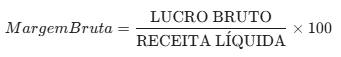 MargemBruta = LUCRO BRUTO / RECEITA LÍQUIDA × 100